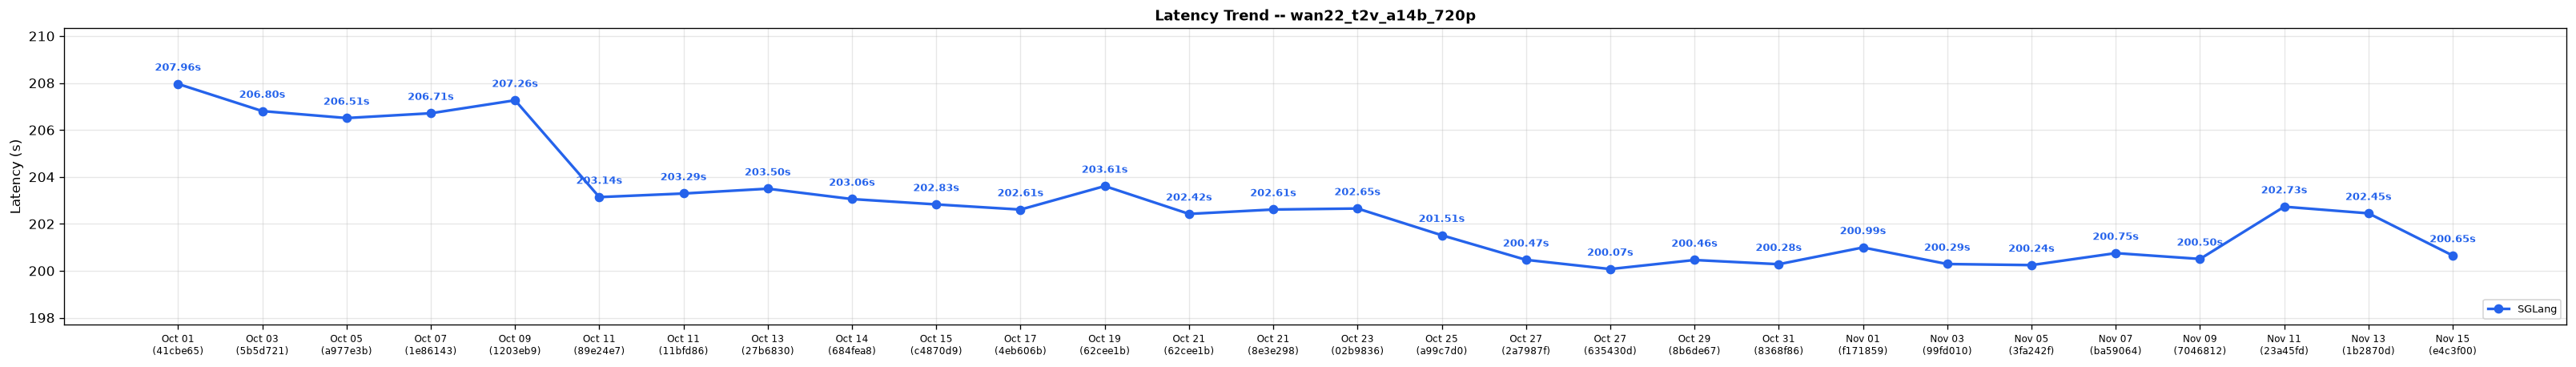 Latency Trend -- wan22_t2v_a14b_720p
Latency (s)
210
208
206
204
202
200
198
207.96s
206.80s
206.51s
206.71s
207.26s
203.14s
203.29s
203.50s
203.06s
202.83s
202.61s
203.61s
202.42s
202.61s
202.65s
201.51s
200.47s
200.07s
200.46s
200.28s
200.99s
200.29s
200.24s
200.75s
200.50s
202.73s
202.45s
200.65s
SGLang
Oct 01
(41cbe65)
Oct 03
(5b5d721)
Oct 05
(a977e3b)
Oct 07
(1e86143)
Oct 09
(1203eb9)
Oct 11
(89e24e7)
Oct 11
(11bfd86)
Oct 13
(27b6830)
Oct 14
(684fea8)
Oct 15
(c4870d9)
Oct 17
(4eb606b)
Oct 19
(62cee1b)
Oct 21
(62cee1b)
Oct 21
(8e3e298)
Oct 23
(02b9836)
Oct 25
(a99c7d0)
Oct 27
(2a7987f)
Oct 27
(635430d)
Oct 29
(8b6de67)
Oct 31
(8368f86)
Nov 01
(f171859)
Nov 03
(99fd010)
Nov 05
(3fa242f)
Nov 07
(ba59064)
Nov 09
(7046812)
Nov 11
(23a45fd)
Nov 13
(1b2870d)
Nov 15
(e4c3f00)